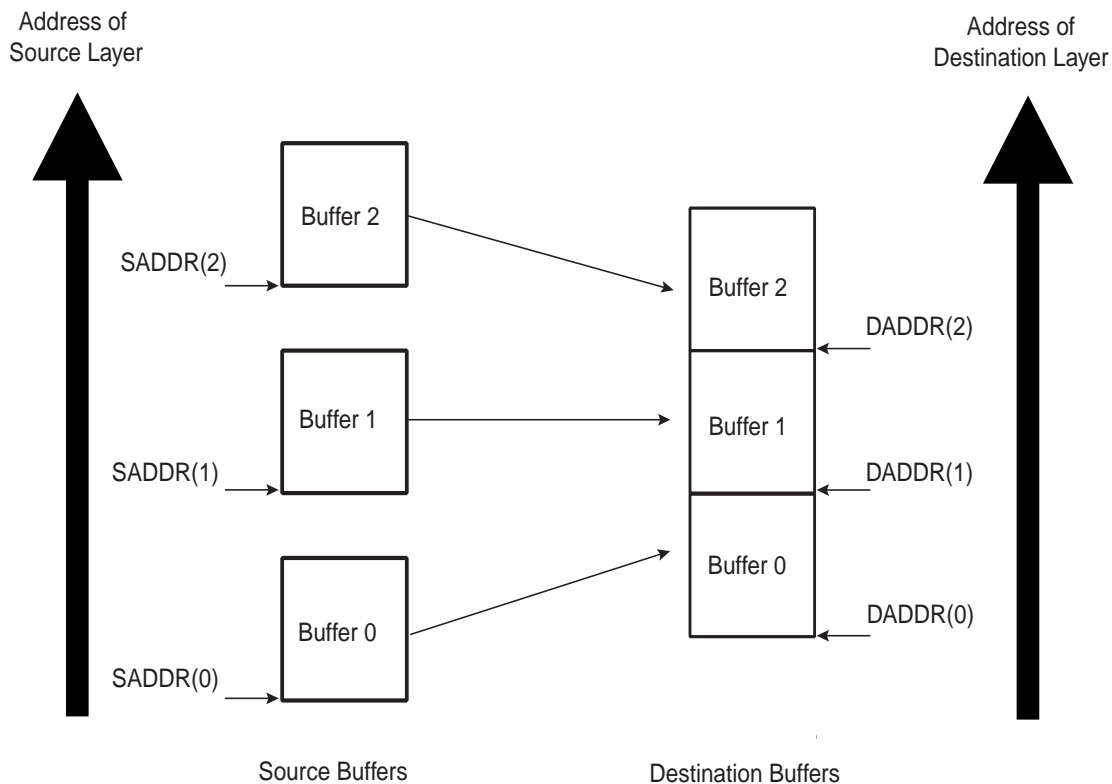 Address of
Source Layer
Address of
Destination Layer
Buffer 2
SADDR(2)
Buffer 2
DADDR(2)
Buffer 1
Buffer 1
SADDR(1)
DADDR(1)
Buffer 0
Buffer 0
DADDR(0)
SADDR(0)
Source Buffers
Destination Buffers